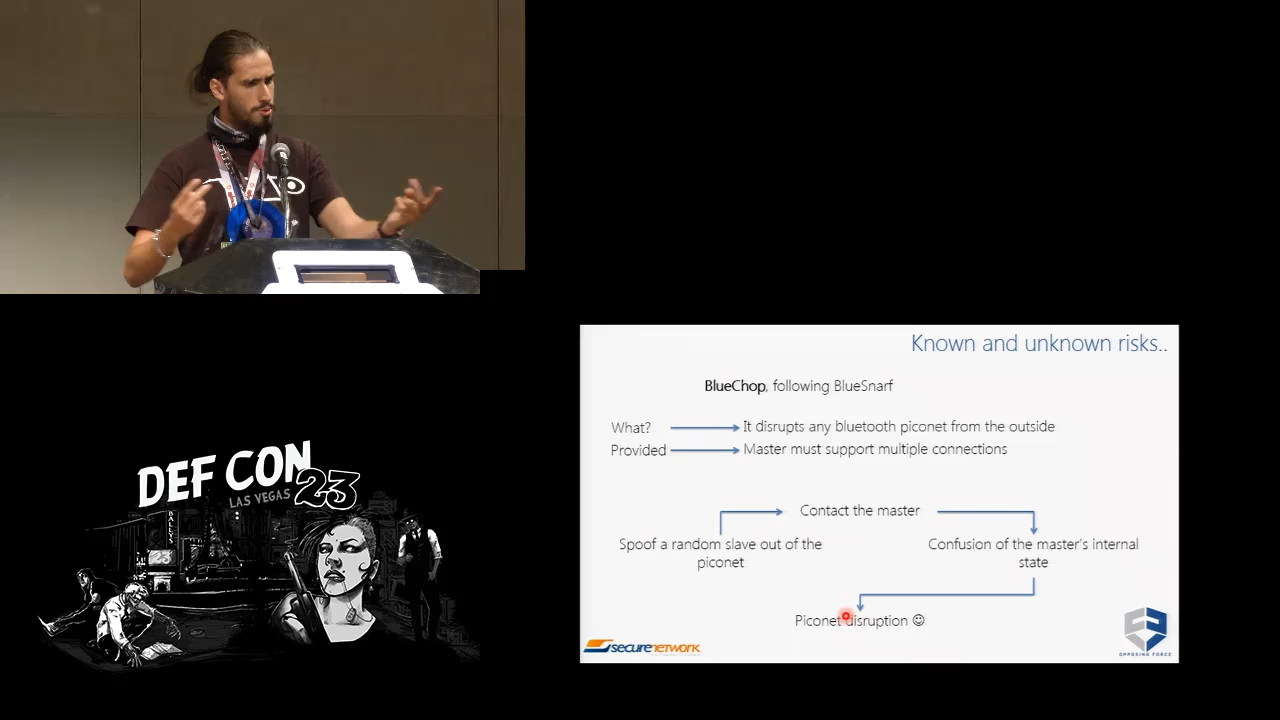 Known and unknown risks..
BlueChop, following BlueSnarf
What?
It disrupts any bluetooth piconet from the outside
Provided
Master must support multiple connections
Contact the master
Spoof a random slave out of the
piconet
Confusion of the master's internal
state
Piconet disruption ☺
securenetwork
OPPOSING FORCE
DEF CON
LAS VEGAS 23
BALLYS